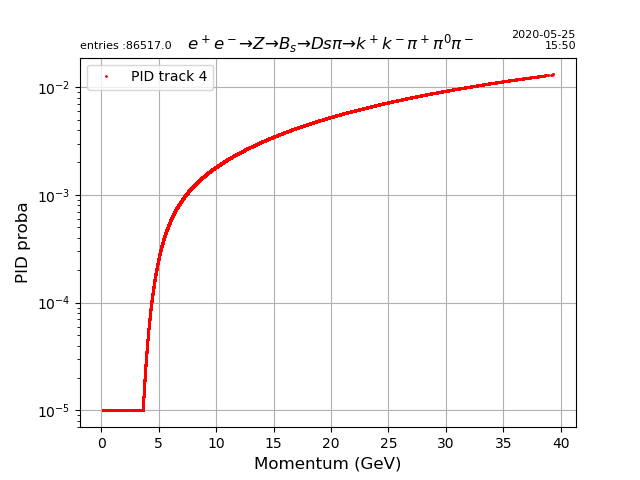 2020-05-25
entries :86517.0 e⁺e⁻→Z→Bₛ→Dsπ→k⁺k⁻π⁺π⁰π⁻ 15:50
PID track 4
10⁻²
10⁻³
10⁻⁴
10⁻⁵
PID proba
0 5 10 15 20 25 30 35 40
Momentum (GeV)